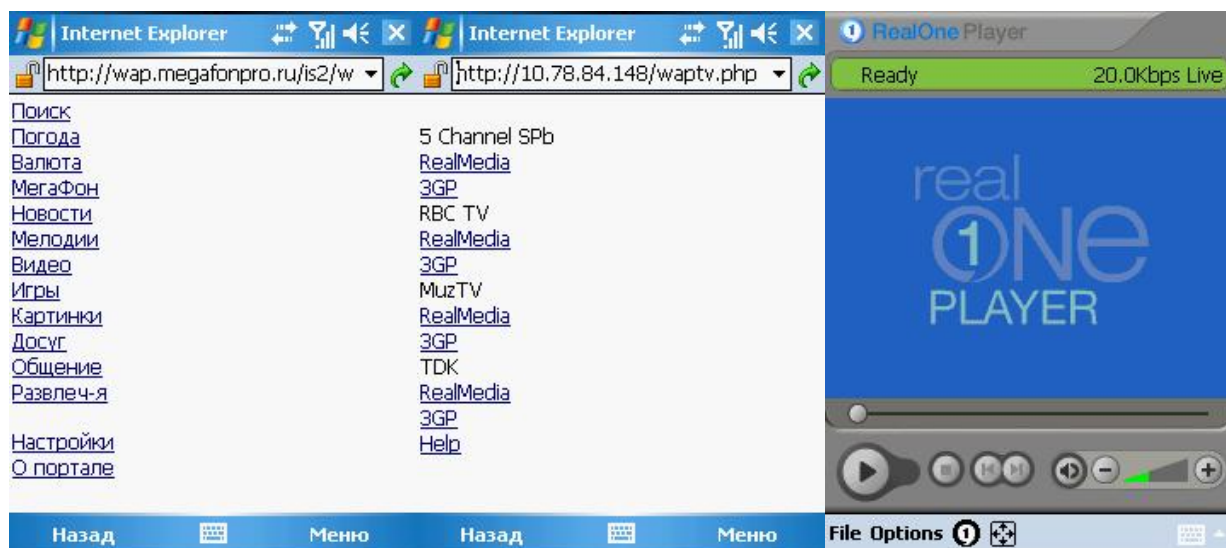 Internet Explorer
http://wap.megafonpro.ru/is2/w
Поиск
Погода
Валюта
МегаФон
Новости
Мелодии
Видео
Игры
Картинки
Досуг
Общение
Развлеч-я
Настройки
О портале
Назад
Меню
Internet Explorer
http://10.78.84.148/waptv.php
5 Channel SPb
RealMedia
3GP
RBC TV
RealMedia
3GP
MuzTV
RealMedia
3GP
TDK
RealMedia
3GP
Help
Назад
Меню
RealOne Player
Ready 20.0Kbps Live
real
ONE
PLAYER
File Options